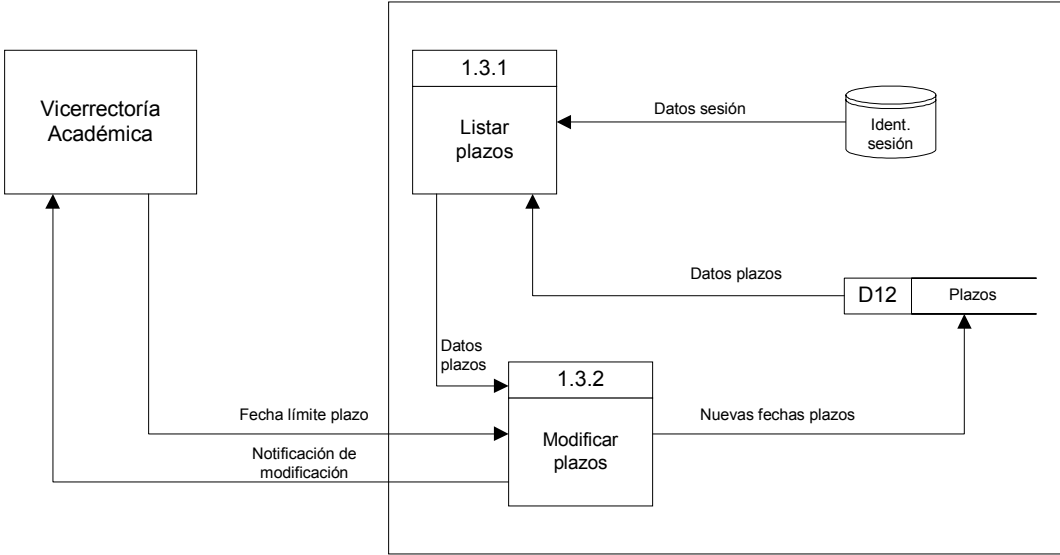 Vicerrectoría
Académica
1.3.1
Listar
plazos
Datos sesión
Ident.
sesión
Datos plazos
D12
Plazos
Datos
plazos
1.3.2
Modificar
plazos
Fecha límite plazo
Nuevas fechas plazos
Notificación de
modificación